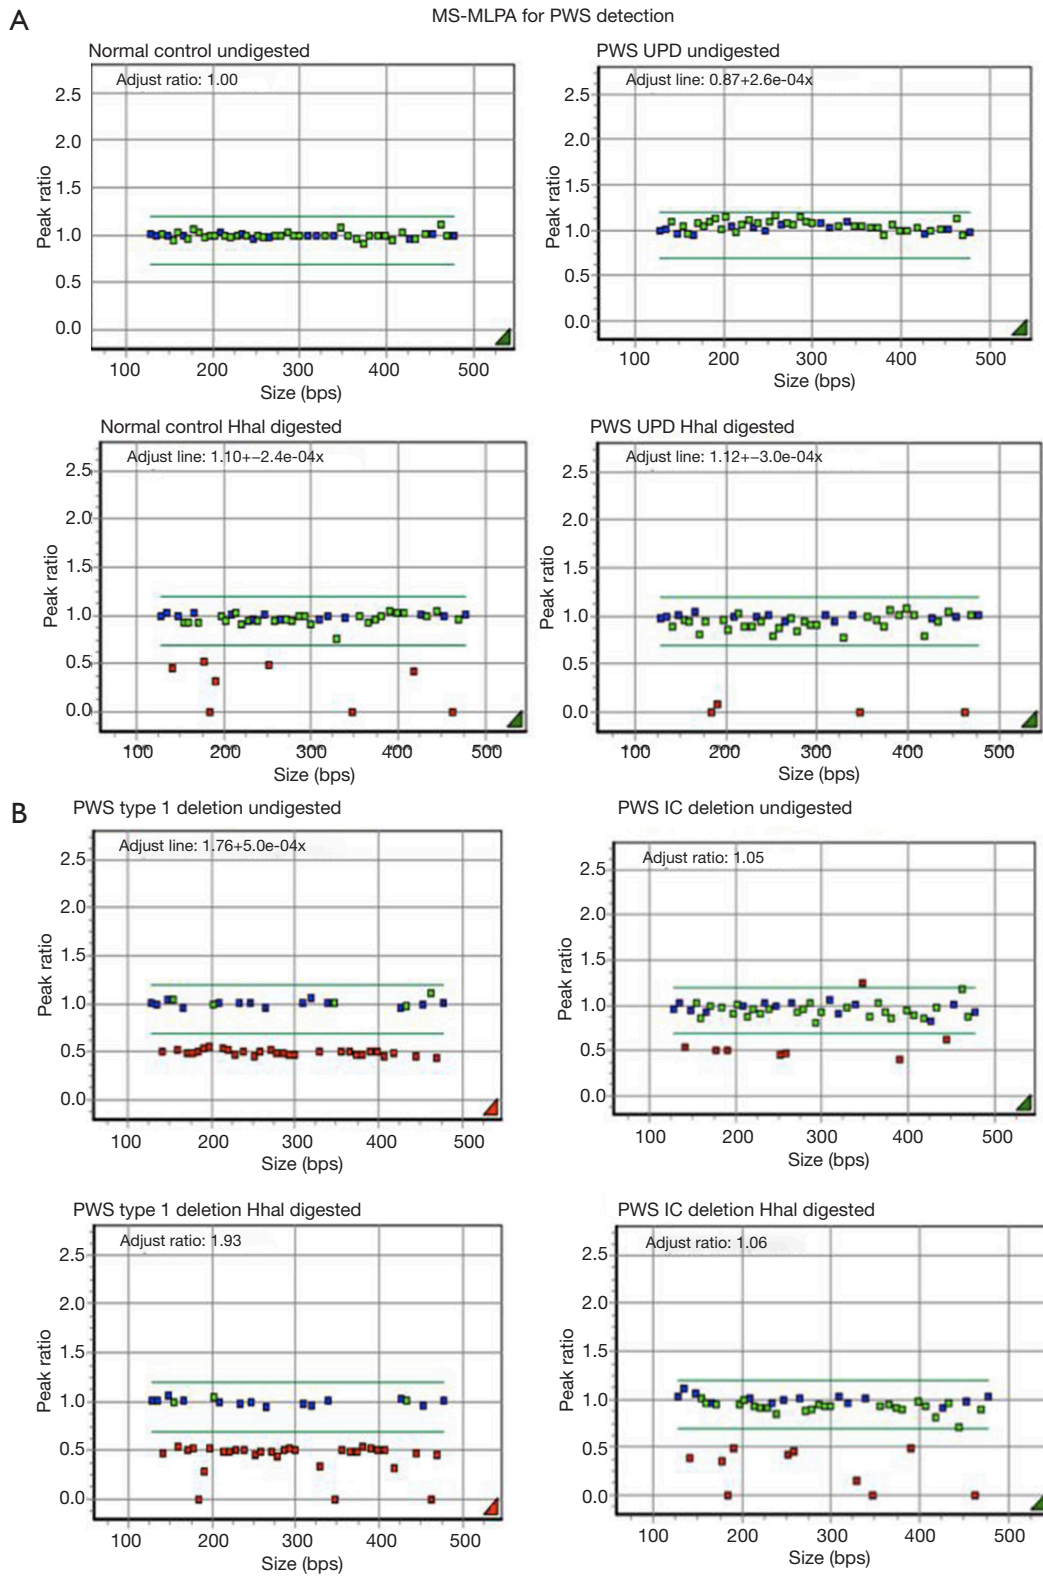 A
MS-MLPA for PWS detection
Normal control undigested
Adjust ratio: 1.00
Peak ratio
2.5
2.0
1.5
1.0
0.5
0.0
100 200 300 400 500
Size (bps)
PWS UPD undigested
Adjust line: 0.87+2.6e-04x
Peak ratio
2.5
2.0
1.5
1.0
0.5
0.0
100 200 300 400 500
Size (bps)
Normal control HhaI digested
Adjust line: 1.10+−2.4e-04x
Peak ratio
2.5
2.0
1.5
1.0
0.5
0.0
100 200 300 400 500
Size (bps)
PWS UPD HhaI digested
Adjust line: 1.12+−3.0e-04x
Peak ratio
2.5
2.0
1.5
1.0
0.5
0.0
100 200 300 400 500
Size (bps)
B
PWS type 1 deletion undigested
Adjust line: 1.76+5.0e-04x
Peak ratio
2.5
2.0
1.5
1.0
0.5
0.0
100 200 300 400 500
Size (bps)
PWS IC deletion undigested
Adjust ratio: 1.05
Peak ratio
2.5
2.0
1.5
1.0
0.5
0.0
100 200 300 400 500
Size (bps)
PWS type 1 deletion HhaI digested
Adjust ratio: 1.93
Peak ratio
2.5
2.0
1.5
1.0
0.5
0.0
100 200 300 400 500
Size (bps)
PWS IC deletion HhaI digested
Adjust ratio: 1.06
Peak ratio
2.5
2.0
1.5
1.0
0.5
0.0
100 200 300 400 500
Size (bps)